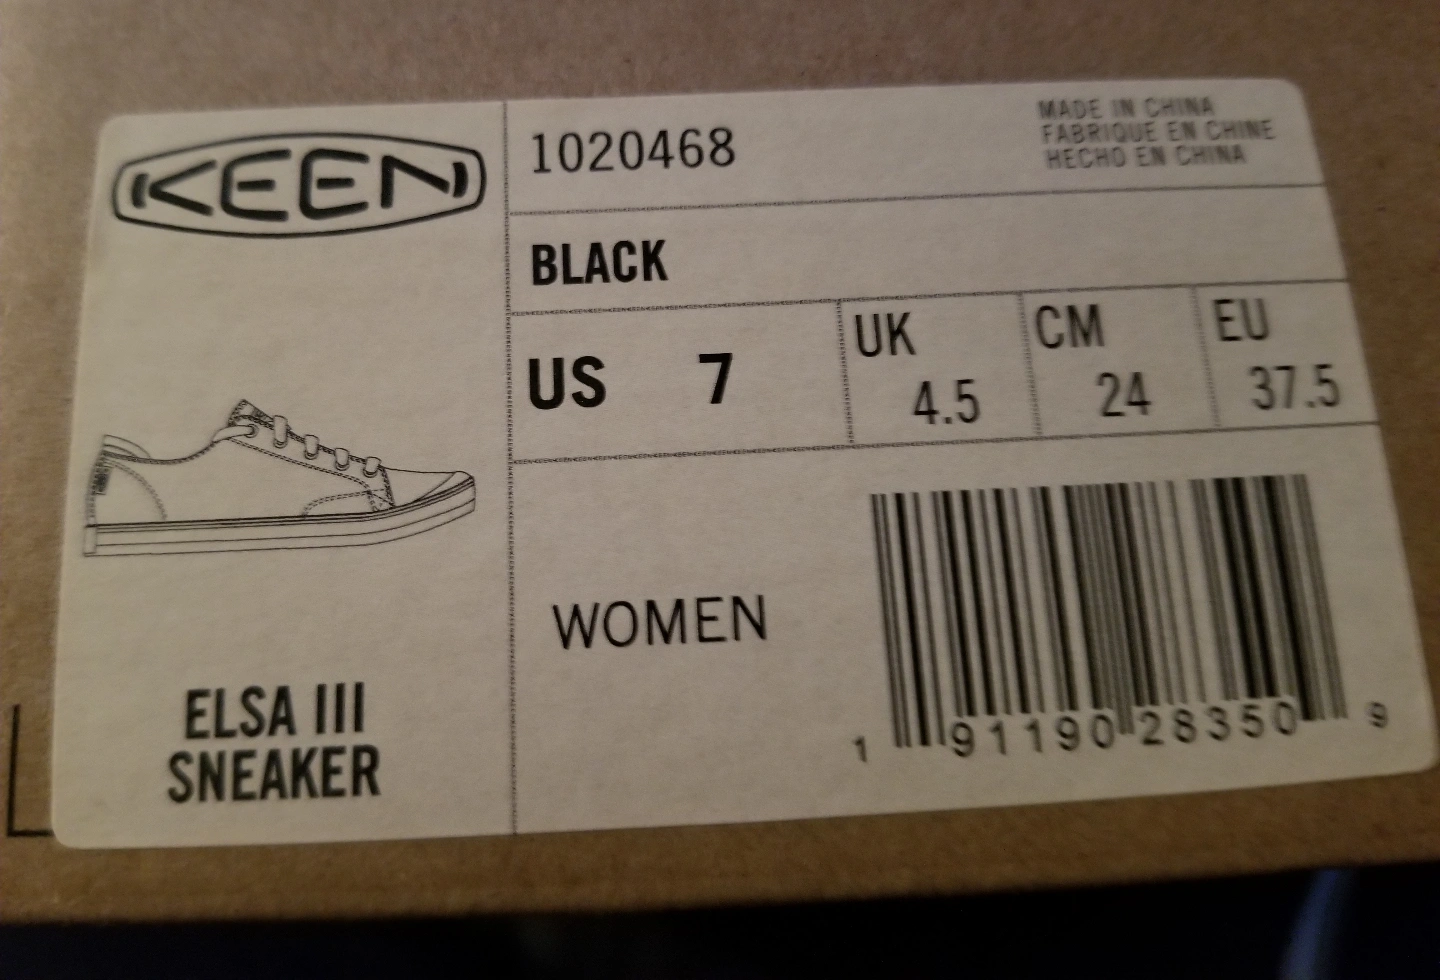 KEEN
1020468
MADE IN CHINA
FABRIQUE EN CHINE
HECHO EN CHINA
BLACK
US 7
UK 4.5
CM 24
EU 37.5
WOMEN
1 91190 28350 9
ELSA III
SNEAKER